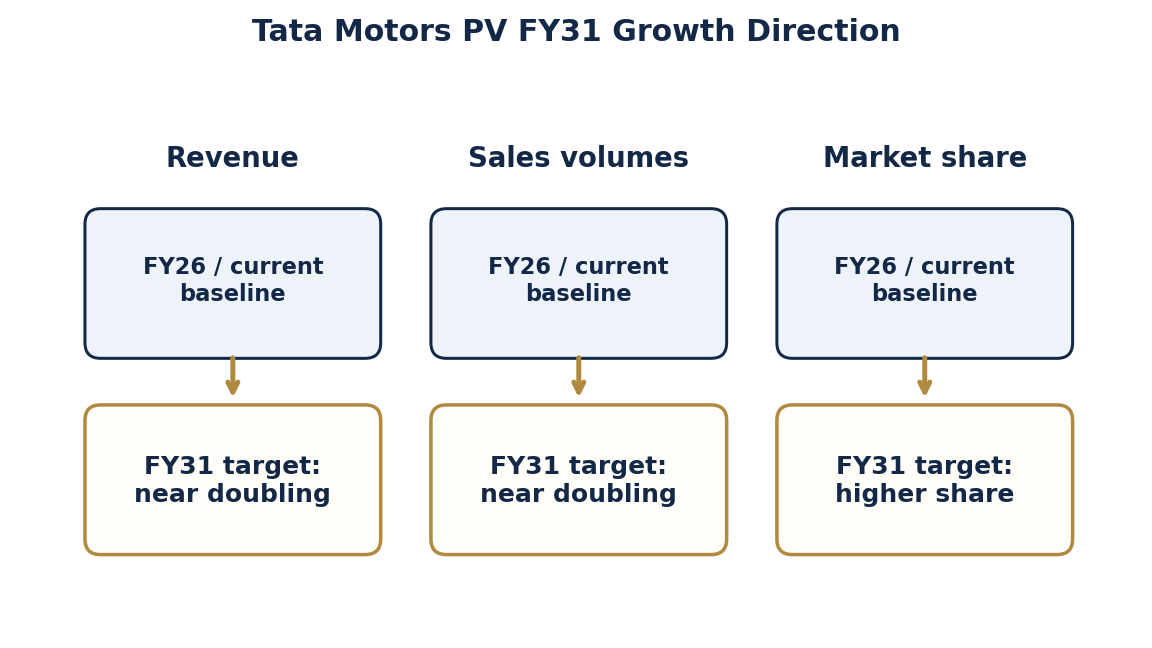 Tata Motors PV FY31 Growth Direction
Revenue
Sales volumes
Market share
FY26 / current
baseline
FY26 / current
baseline
FY26 / current
baseline
FY31 target:
near doubling
FY31 target:
near doubling
FY31 target:
higher share